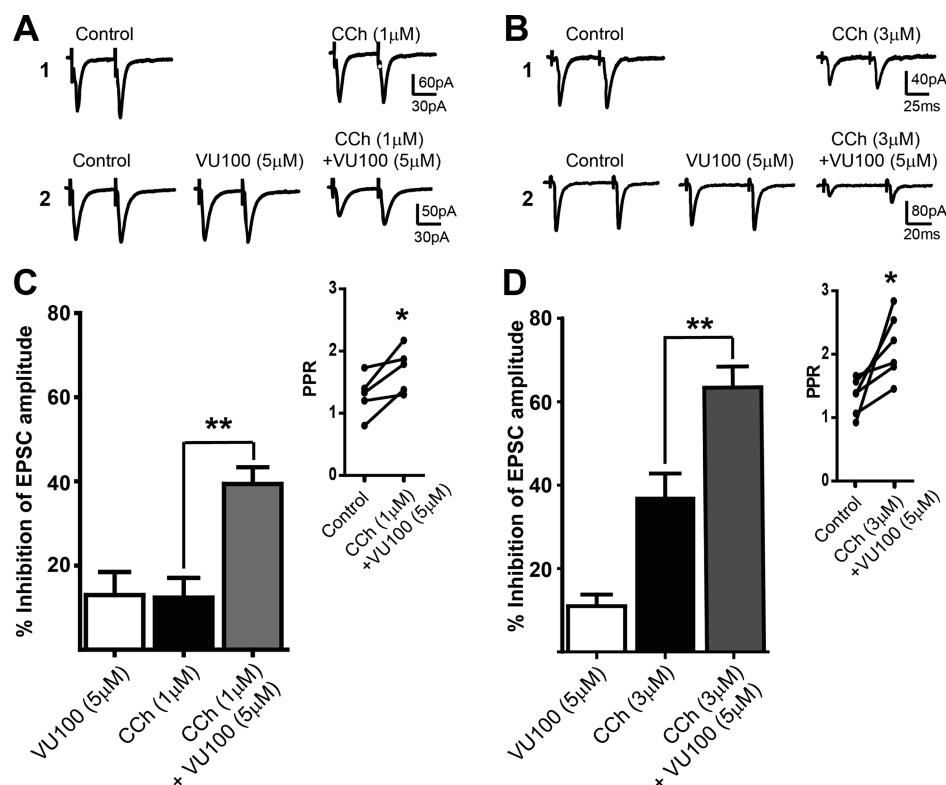 A
Control
CCh (1μM)
1
60pA
30pA
Control
VU100 (5μM)
CCh (1μM)
+VU100 (5μM)
2
50pA
30pA
B
Control
CCh (3μM)
1
40pA
25ms
Control
VU100 (5μM)
CCh (3μM)
+VU100 (5μM)
2
80pA
20ms
C
% Inhibition of EPSC amplitude
80
60
40
20
**
VU100 (5μM)
CCh (1μM)
CCh (1μM)
+ VU100 (5μM)
PPR
3
2
1
0
*
Control
CCh (1μM)
+VU100 (5μM)
D
% Inhibition of EPSC amplitude
80
60
40
20
**
VU100 (5μM)
CCh (3μM)
CCh (3μM)
+ VU100 (5μM)
PPR
3
2
1
0
*
Control
CCh (3μM)
+VU100 (5μM)